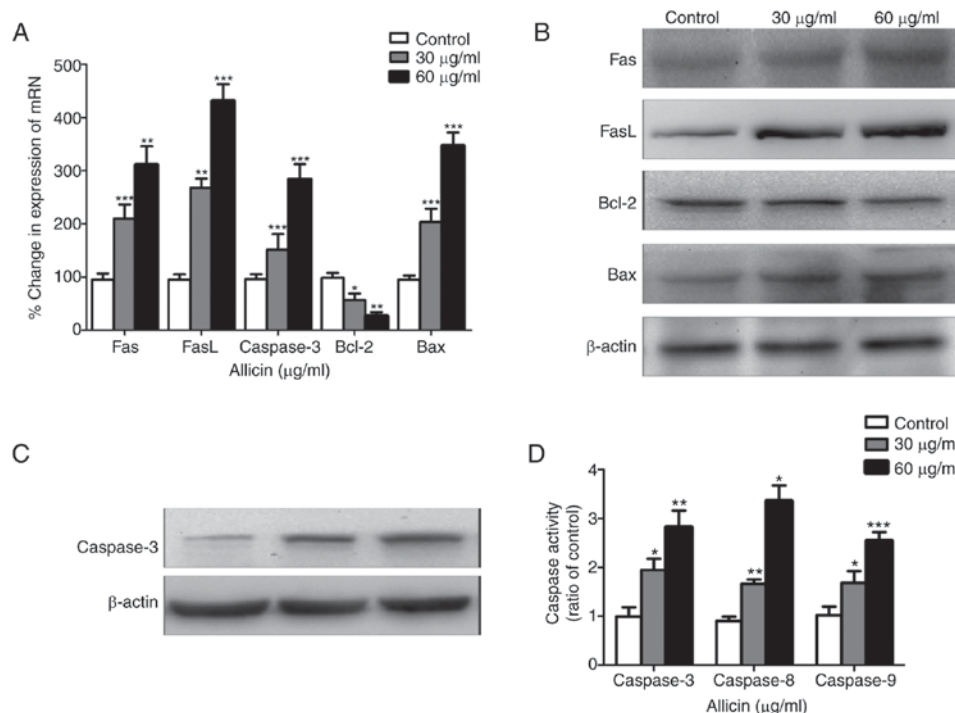 A
Control
30 µg/ml
60 µg/ml
% Change in expression of mRN
500
400
300
200
100
0
***
**
**
***
***
***
*
**
***
***
Fas
FasL
Caspase-3
Bcl-2
Bax
Allicin (µg/ml)
B
Control 30 µg/ml 60 µg/ml
Fas
FasL
Bcl-2
Bax
β-actin
C
Caspase-3
β-actin
D
Control
30 µg/m
60 µg/m
Caspase activity
(ratio of control)
4
3
2
1
0
*
**
**
*
*
***
Caspase-3
Caspase-8
Caspase-9
Allicin (µg/ml)